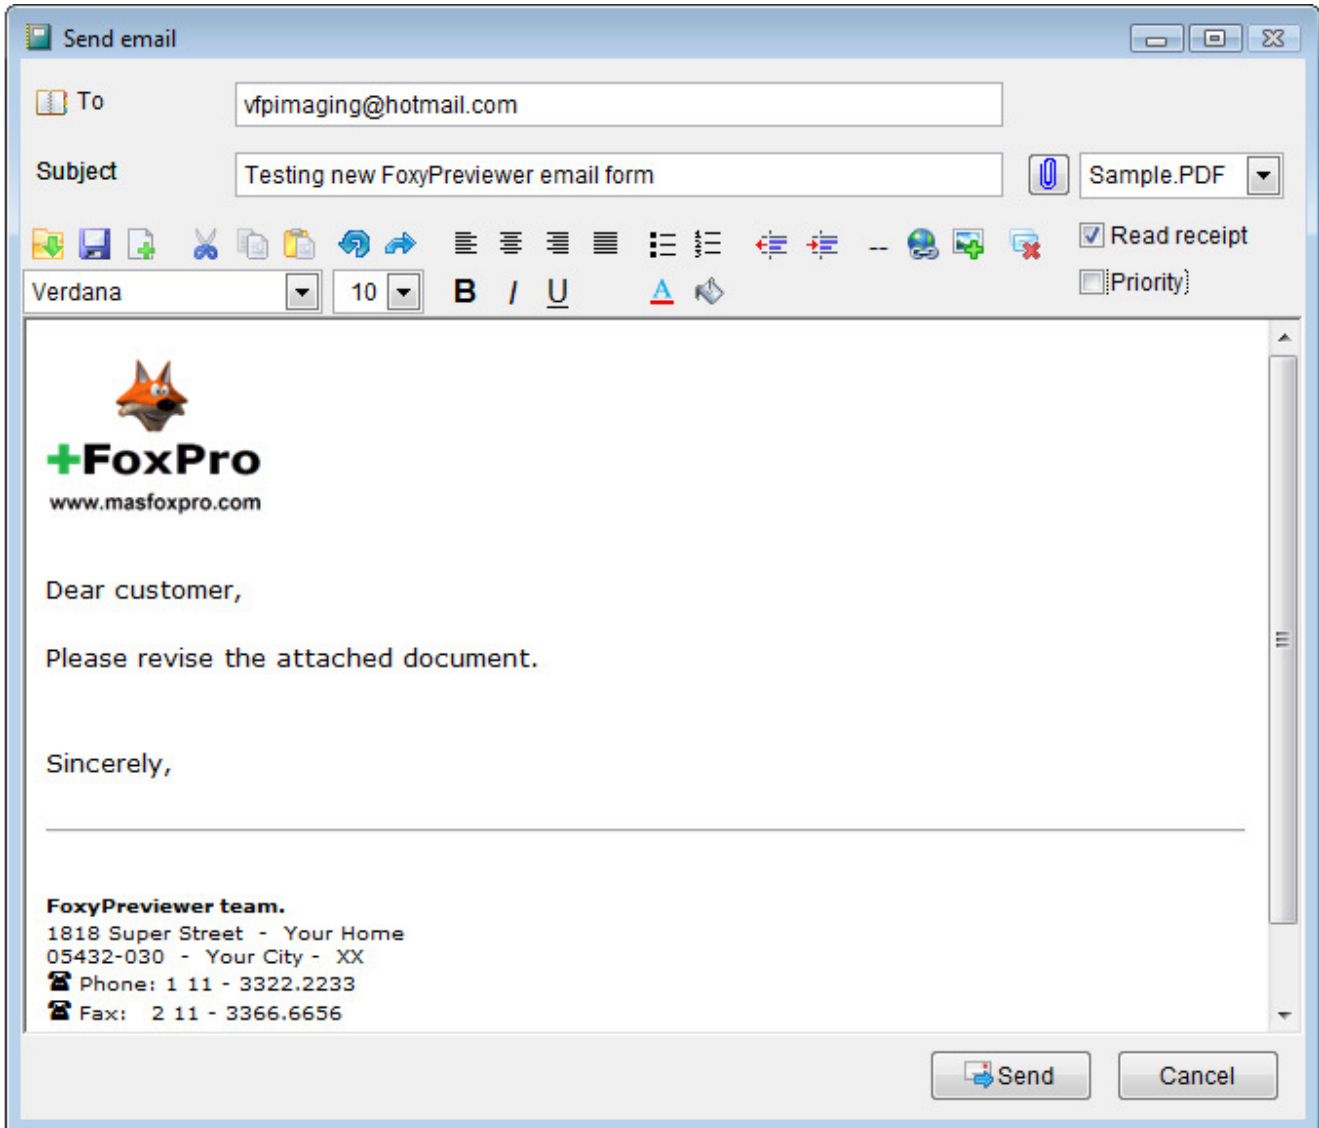 Send email
To
vfpimaging@hotmail.com
Subject
Testing new FoxyPreviewer email form
Sample.PDF
Read receipt
Verdana
10
B I U A
Priority
+FoxPro
www.masfoxpro.com
Dear customer,
Please revise the attached document.
Sincerely,
FoxyPreviewer team.
1818 Super Street - Your Home
05432-030 - Your City - XX
Phone: 1 11 - 3322.2233
Fax: 2 11 - 3366.6656
Send
Cancel